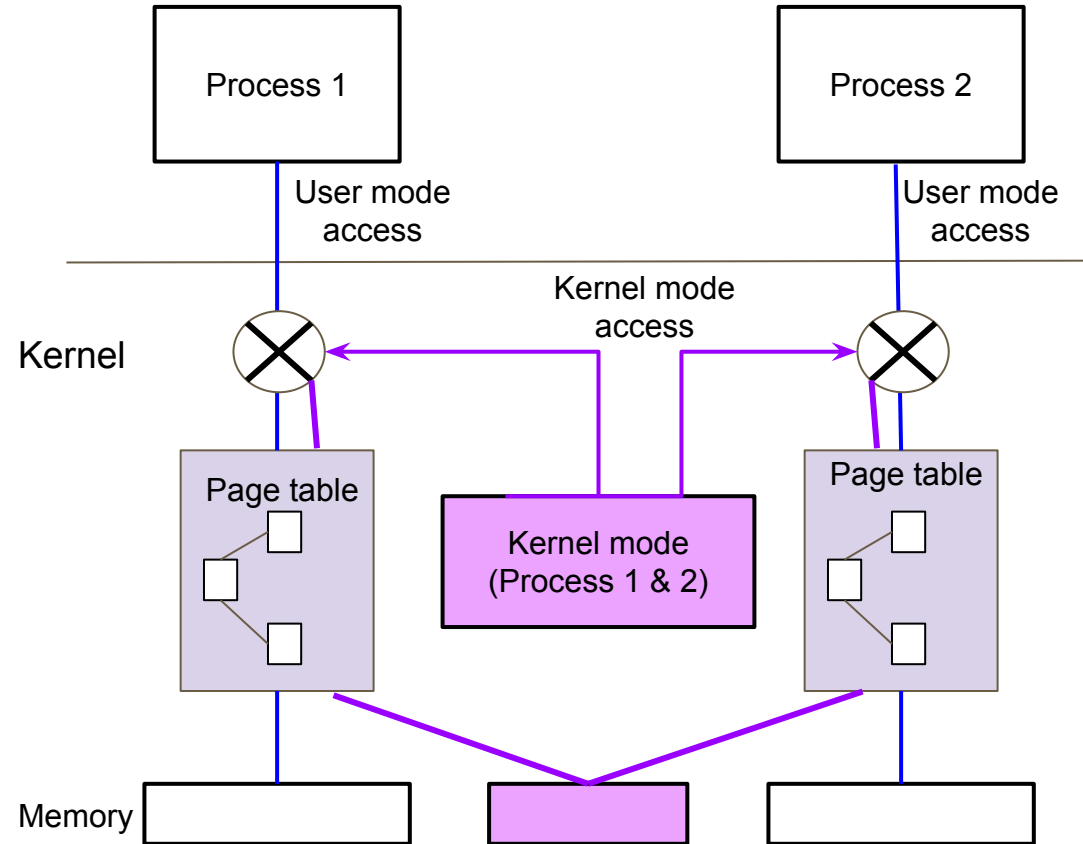 Process 1
Process 2
User mode
access
User mode
access
Kernel mode
access
Kernel
Page table
Page table
Kernel mode
(Process 1 & 2)
Memory